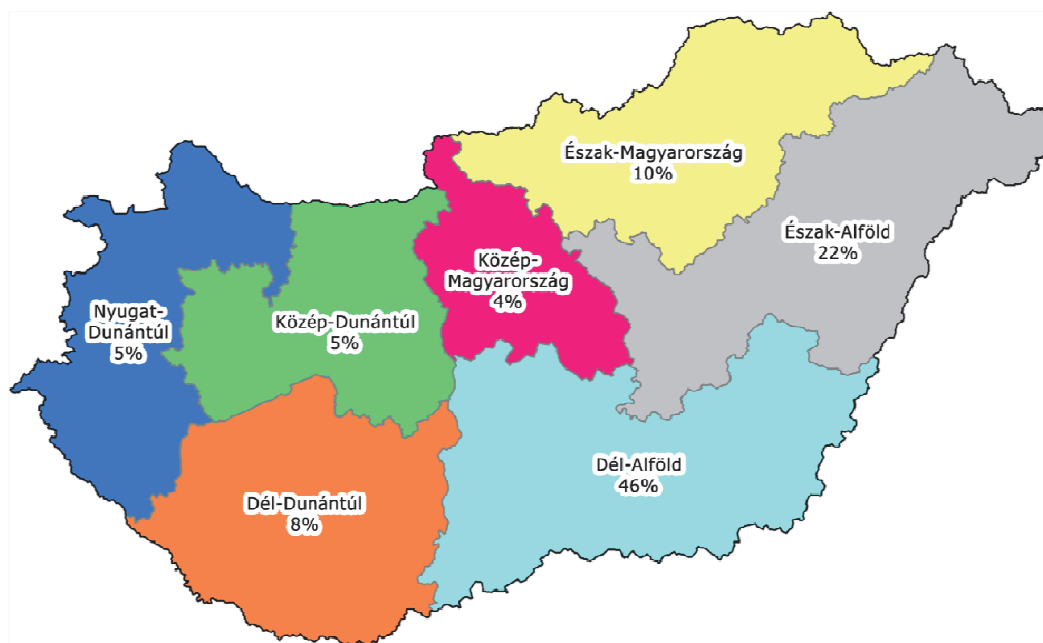 Észak-Magyarország
10%
Észak-Alföld
22%
Közép-
Magyarország
4%
Nyugat-
Dunántúl
5%
Közép-Dunántúl
5%
Dél-Alföld
46%
Dél-Dunántúl
8%